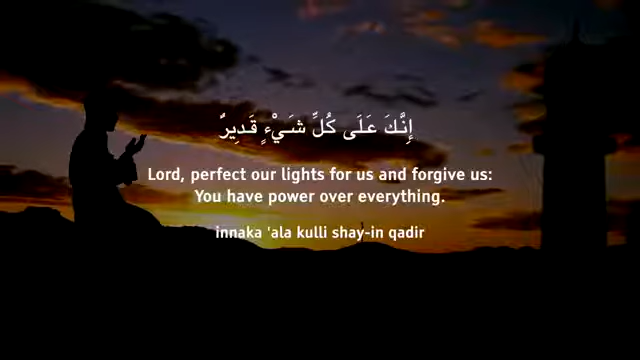 إِنَّكَ عَلَى كُلِّ شَيْءٍ قَدِيرٌ
Lord, perfect our lights for us and forgive us:
You have power over everything.
innaka 'ala kulli shay-in qadir